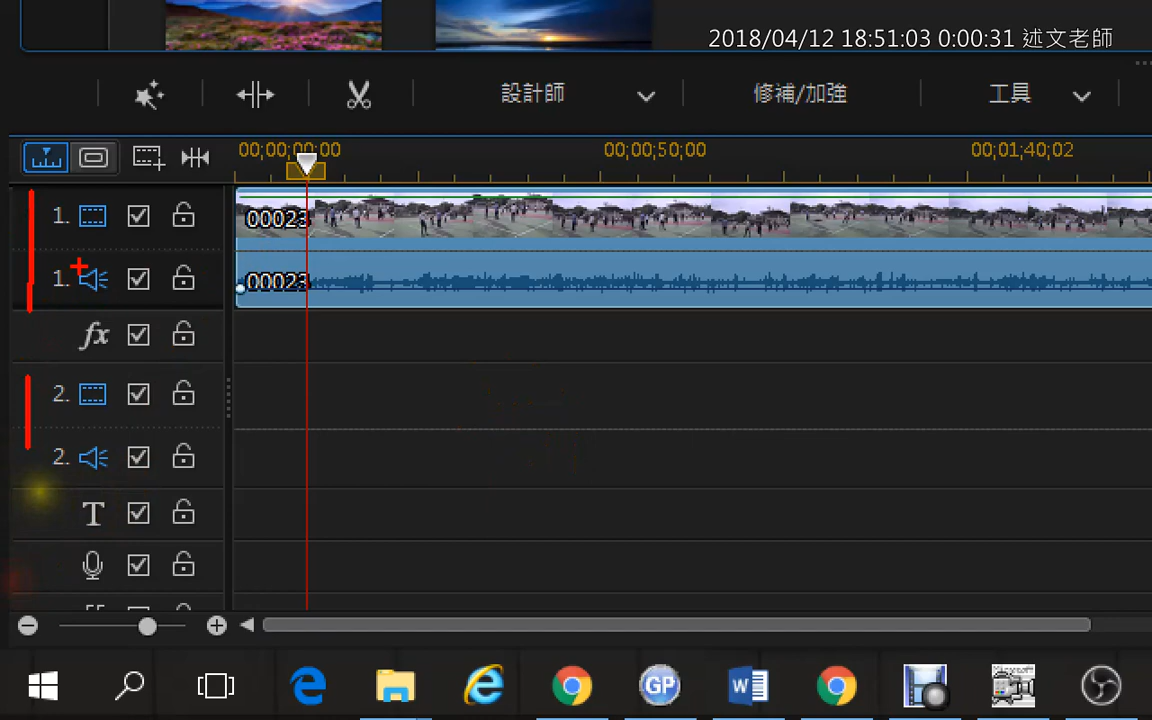 2018/04/12 18:51:03 0:00:31 述文老師
設計師 修補/加強 工具
00;00;00;00 00;00;50;00 00;01;40;02
1. 00023
1. 00023
fx
2.
2.
T
GP W